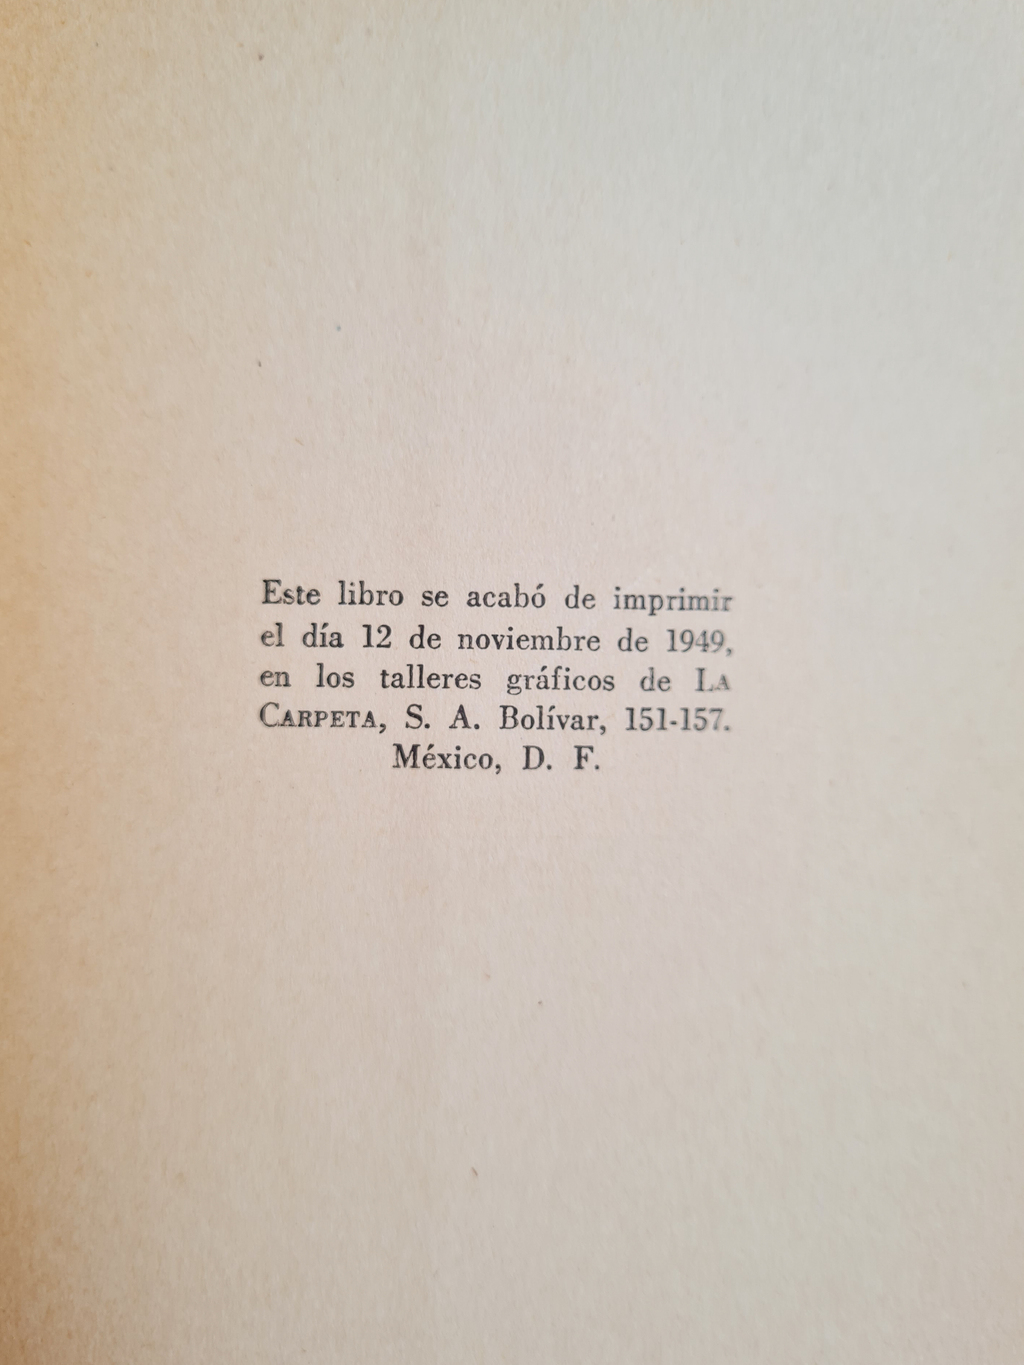 Este libro se acabó de imprimir
el día 12 de noviembre de 1949,
en los talleres gráficos de LA
CARPETA, S. A. Bolívar, 151-157.
México, D. F.